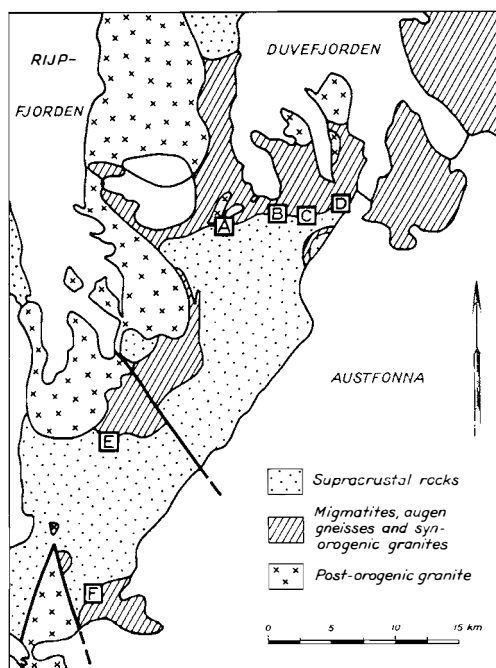 RIJP-
FJORDEN
DUVEFJORDEN
A
B
C
D
AUSTFONNA
E
F
Supracrustal rocks
Migmatites, augen
gneisses and syn-
orogenic granites
Post-orogenic granite
0 5 10 15 km